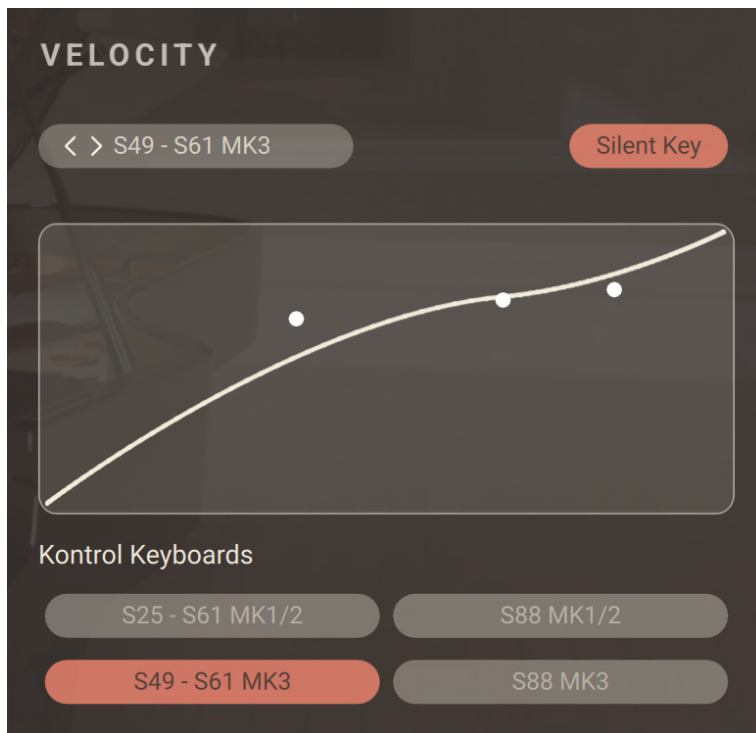 VELOCITY
< > S49 - S61 MK3
Silent Key
Kontrol Keyboards
S25 - S61 MK1/2
S88 MK1/2
S49 - S61 MK3
S88 MK3